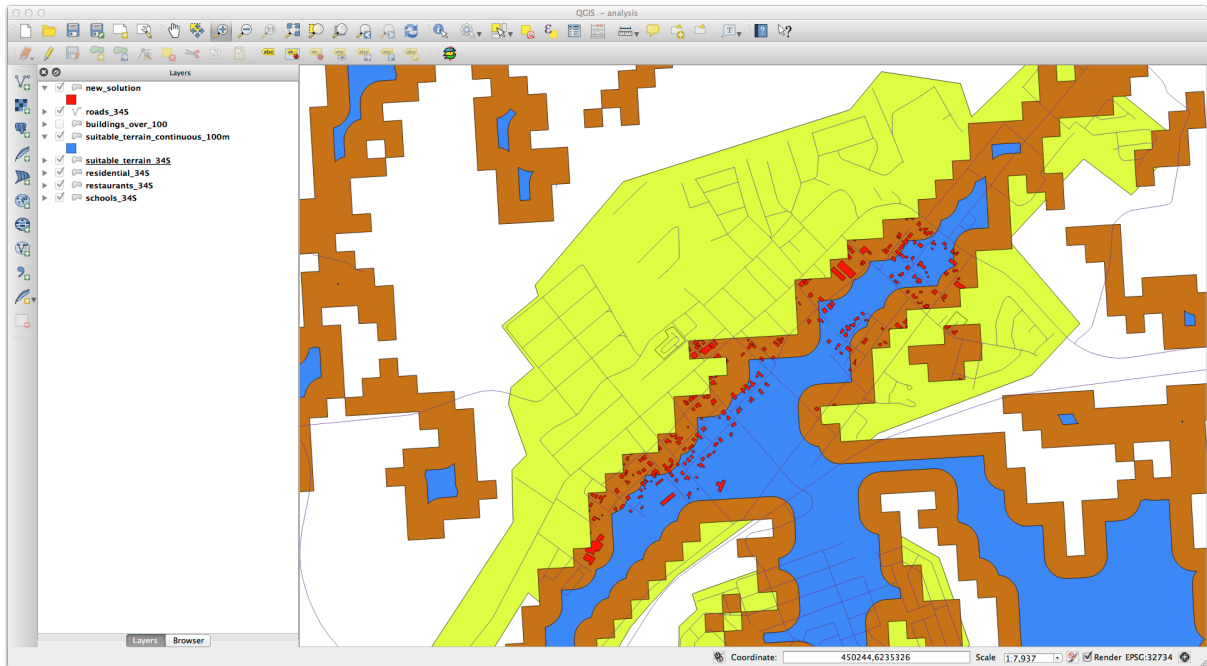 QGIS - analysis
Layers
new_solution
roads_34S
buildings_over_100
suitable_terrain_continuous_100m
suitable_terrain_34S
residential_34S
restaurants_34S
schools_34S
Layers Browser
Coordinate: 450244,6235326 Scale 1:7,937 Render EPSG:32734